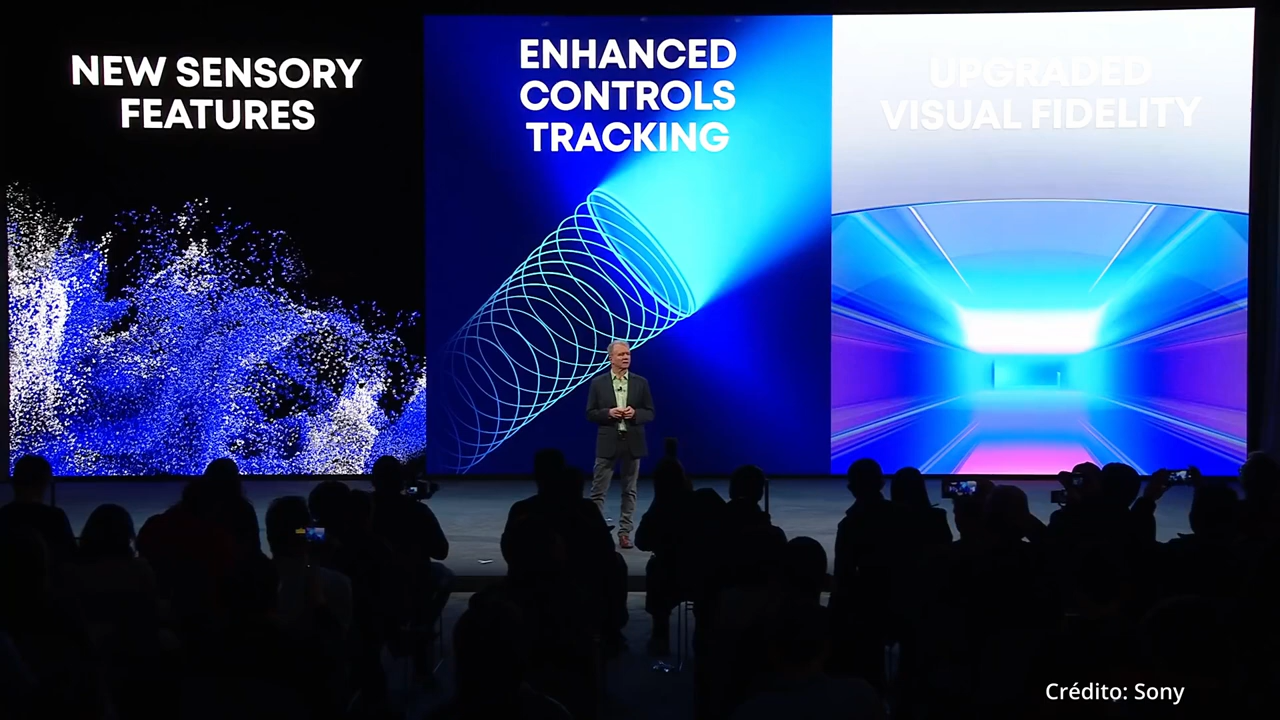 NEW SENSORY
FEATURES
ENHANCED
CONTROLS
TRACKING
UPGRADED
VISUAL FIDELITY
Crédito: Sony